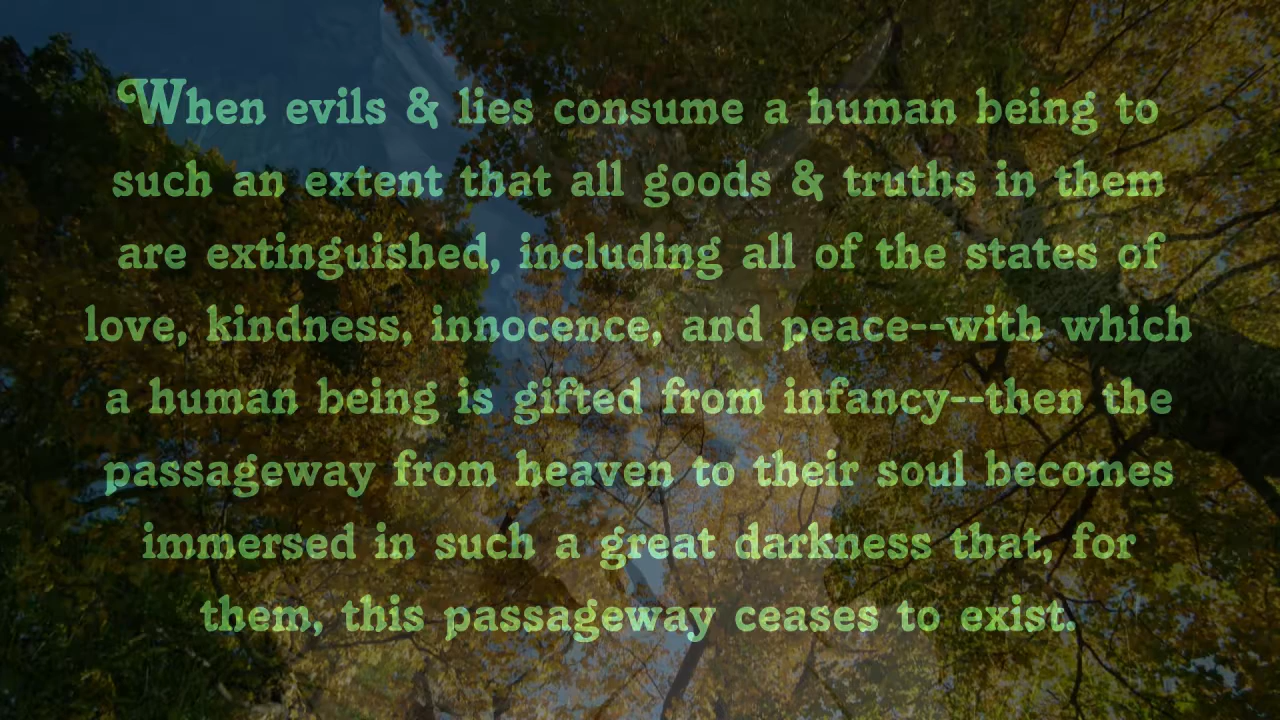 When evils & lies consume a human being to
such an extent that all goods & truths in them
are extinguished, including all of the states of
love, kindness, innocence, and peace--with which
a human being is gifted from infancy--then the
passageway from heaven to their soul becomes
immersed in such a great darkness that, for
them, this passageway ceases to exist.